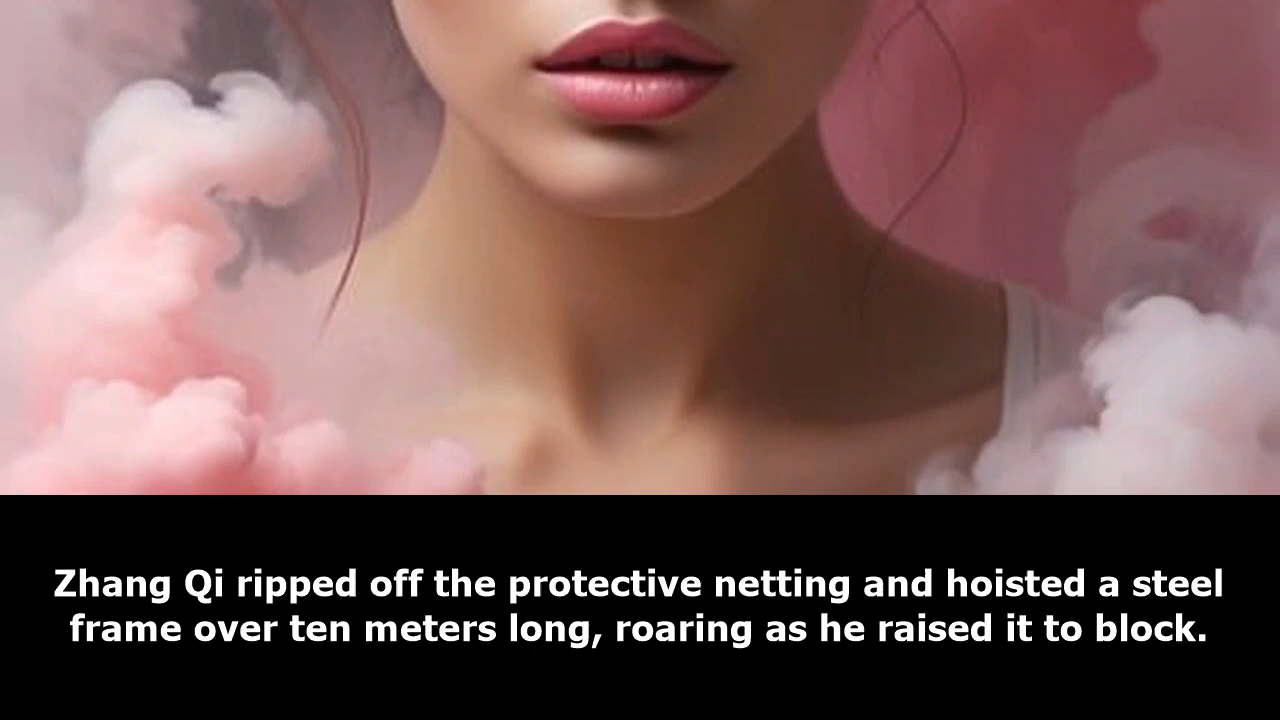 Zhang Qi ripped off the protective netting and hoisted a steel
frame over ten meters long, roaring as he raised it to block.